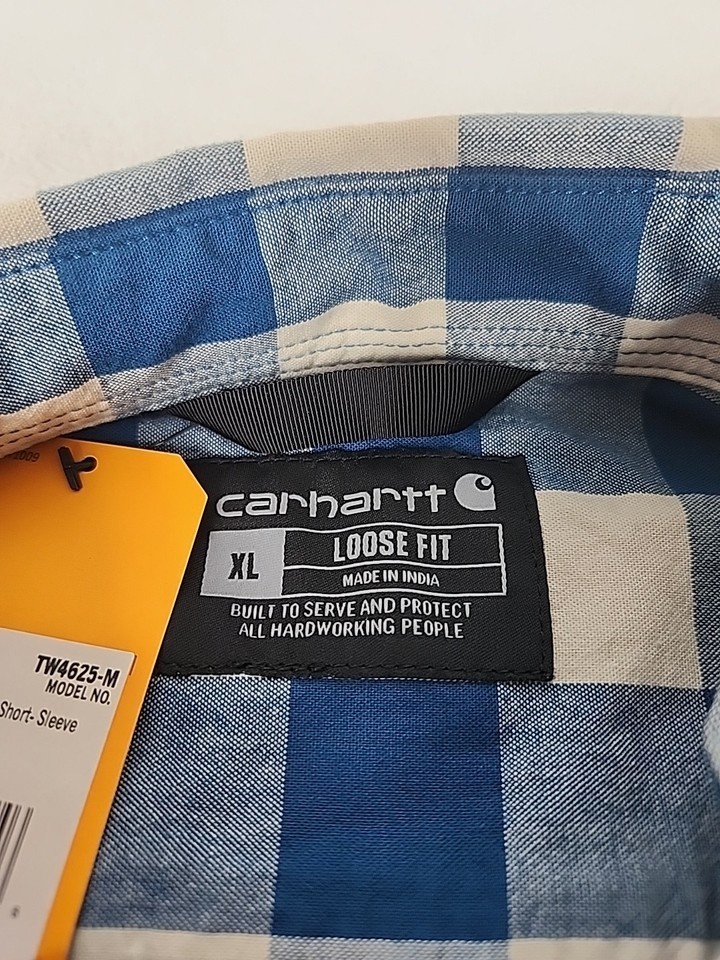 1009
carhartt
XL
LOOSE FIT
MADE IN INDIA
BUILT TO SERVE AND PROTECT
ALL HARDWORKING PEOPLE
TW4625-M
MODEL NO.
Short- Sleeve